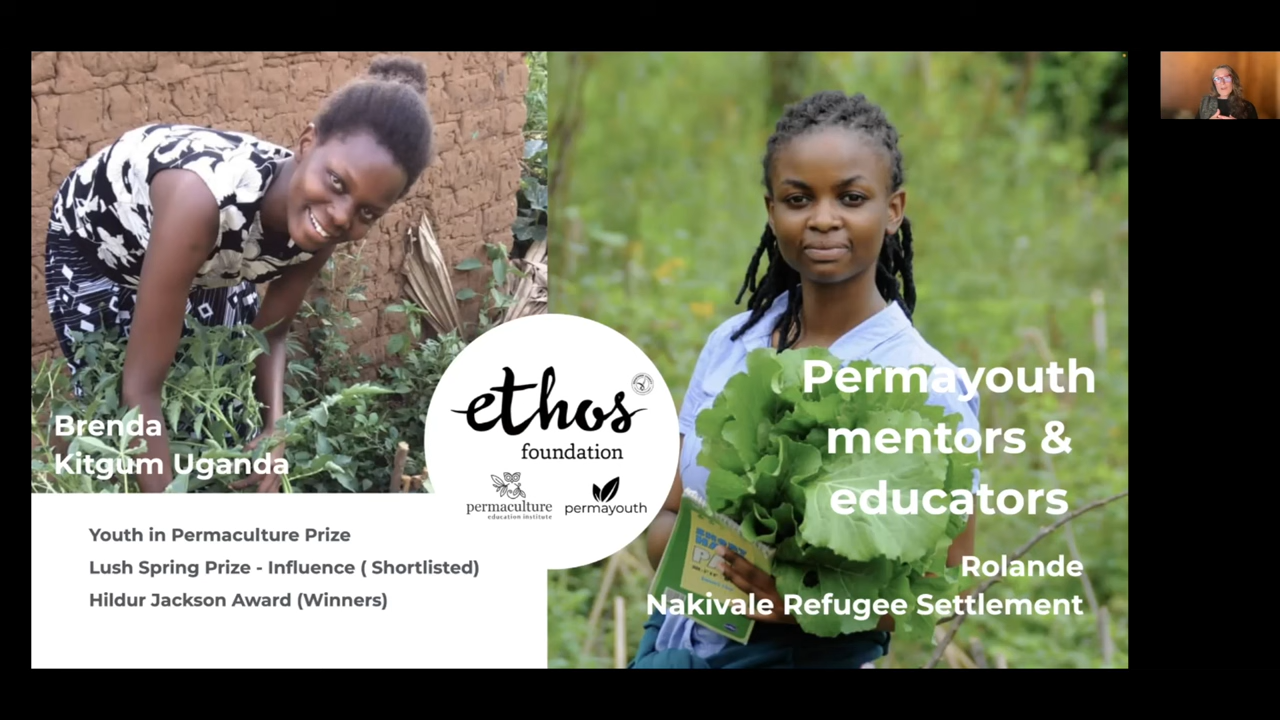 Brenda
Kitgum Uganda
ethos
foundation
permaculture
education institute
permayouth
Youth in Permaculture Prize
Lush Spring Prize - Influence ( Shortlisted)
Hildur Jackson Award (Winners)
Permayouth
mentors &
educators
Rolande
Nakivale Refugee Settlement